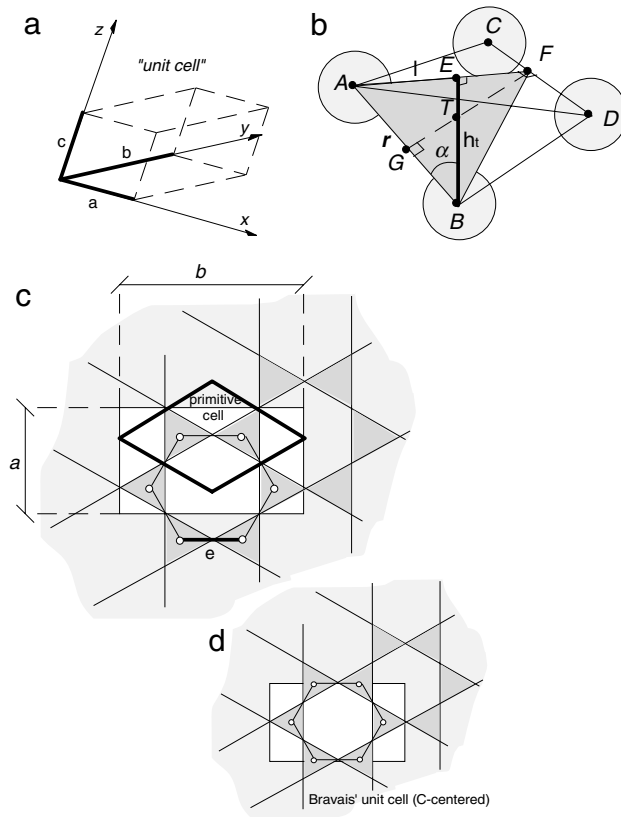 a
z
"unit cell"
c
b
y
a
x
b
C
F
E
A
l
T
D
r
G
α
h_t
B
c
b
primitive
cell
a
e
d
Bravais' unit cell (C-centered)